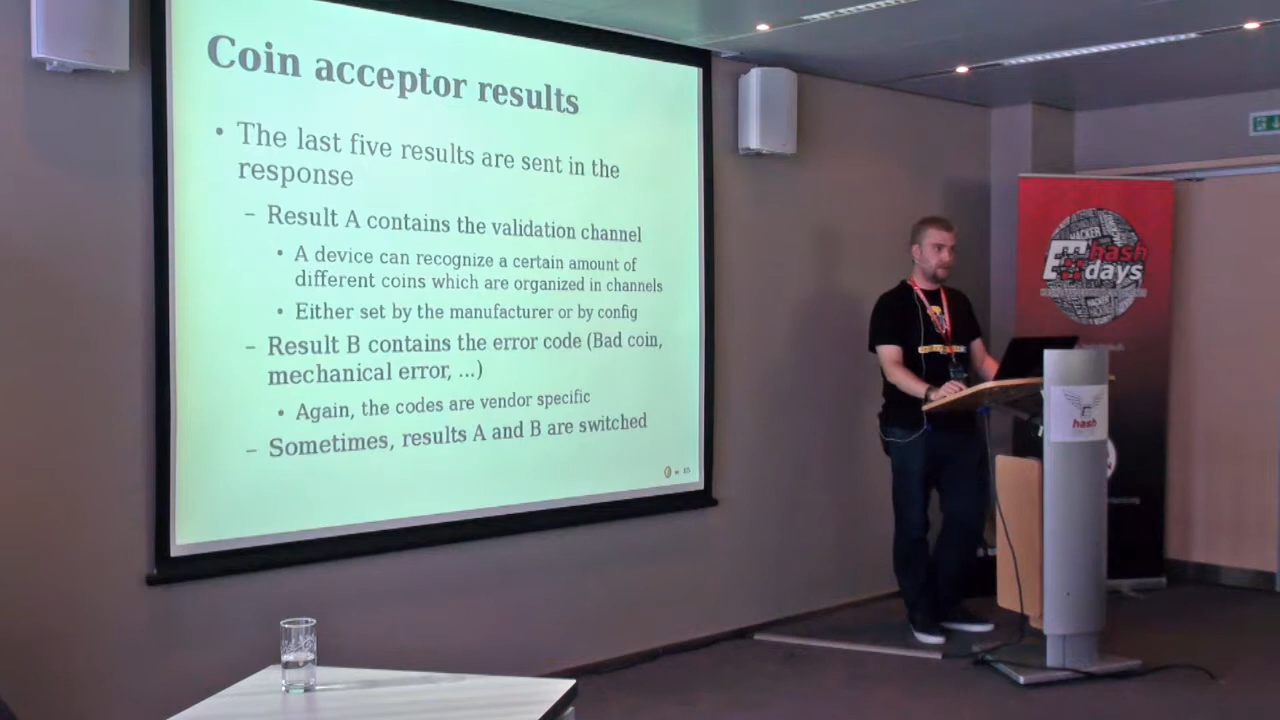 Coin acceptor results
• The last five results are sent in the
response
– Result A contains the validation channel
• A device can recognize a certain amount of
different coins which are organized in channels
• Either set by the manufacturer or by config
– Result B contains the error code (Bad coin,
mechanical error, ...)
• Again, the codes are vendor specific
– Sometimes, results A and B are switched
HACKER
hash
days
hash